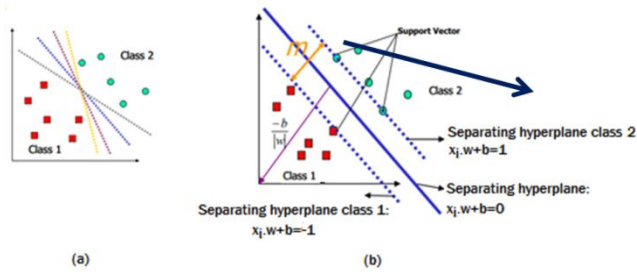 Class 2
Class 1
(a)
m
Support Vector
Class 2
-b
|w|
Class 1
Separating hyperplane class 2
xi.w+b=1
Separating hyperplane:
xi.w+b=0
Separating hyperplane class 1:
xi.w+b=-1
(b)